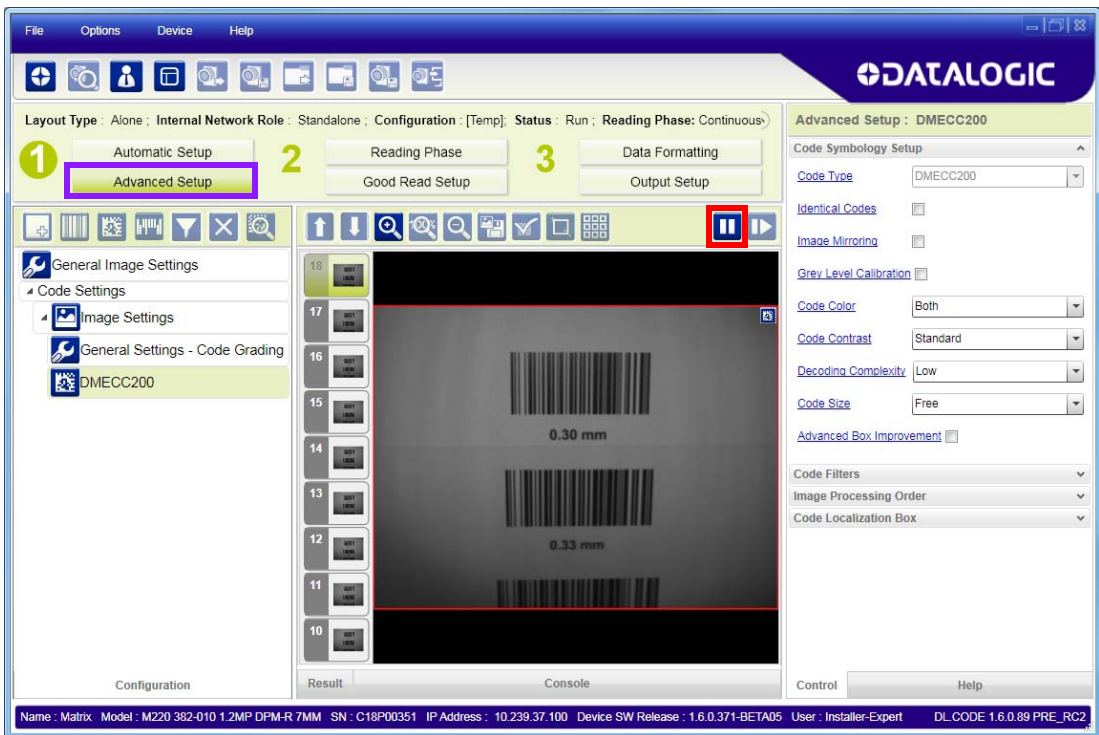 File Options Device Help
DATALOGIC
Layout Type : Alone ; Internal Network Role : Standalone ; Configuration : [Temp]; Status : Run ; Reading Phase: Continuous
1 Automatic Setup 2 Reading Phase 3 Data Formatting
Advanced Setup Good Read Setup Output Setup
General Image Settings
Code Settings
Image Settings
General Settings - Code Grading
DMECC200
Configuration
18
17
16
15
14
13
12
11
10
0.30 mm
0.33 mm
Result Console
Advanced Setup : DMECC200
Code Symbology Setup
Code Type DMECC200
Identical Codes
Image Mirroring
Grey Level Calibration
Code Color Both
Code Contrast Standard
Decoding Complexity Low
Code Size Free
Advanced Box Improvement
Code Filters
Image Processing Order
Code Localization Box
Control Help
Name : Matrix Model : M220 382-010 1.2MP DPM-R 7MM SN : C18P00351 IP Address : 10.239.37.100 Device SW Release : 1.6.0.371-BETA05 User : Installer-Expert DL.CODE 1.6.0.89 PRE_RC2